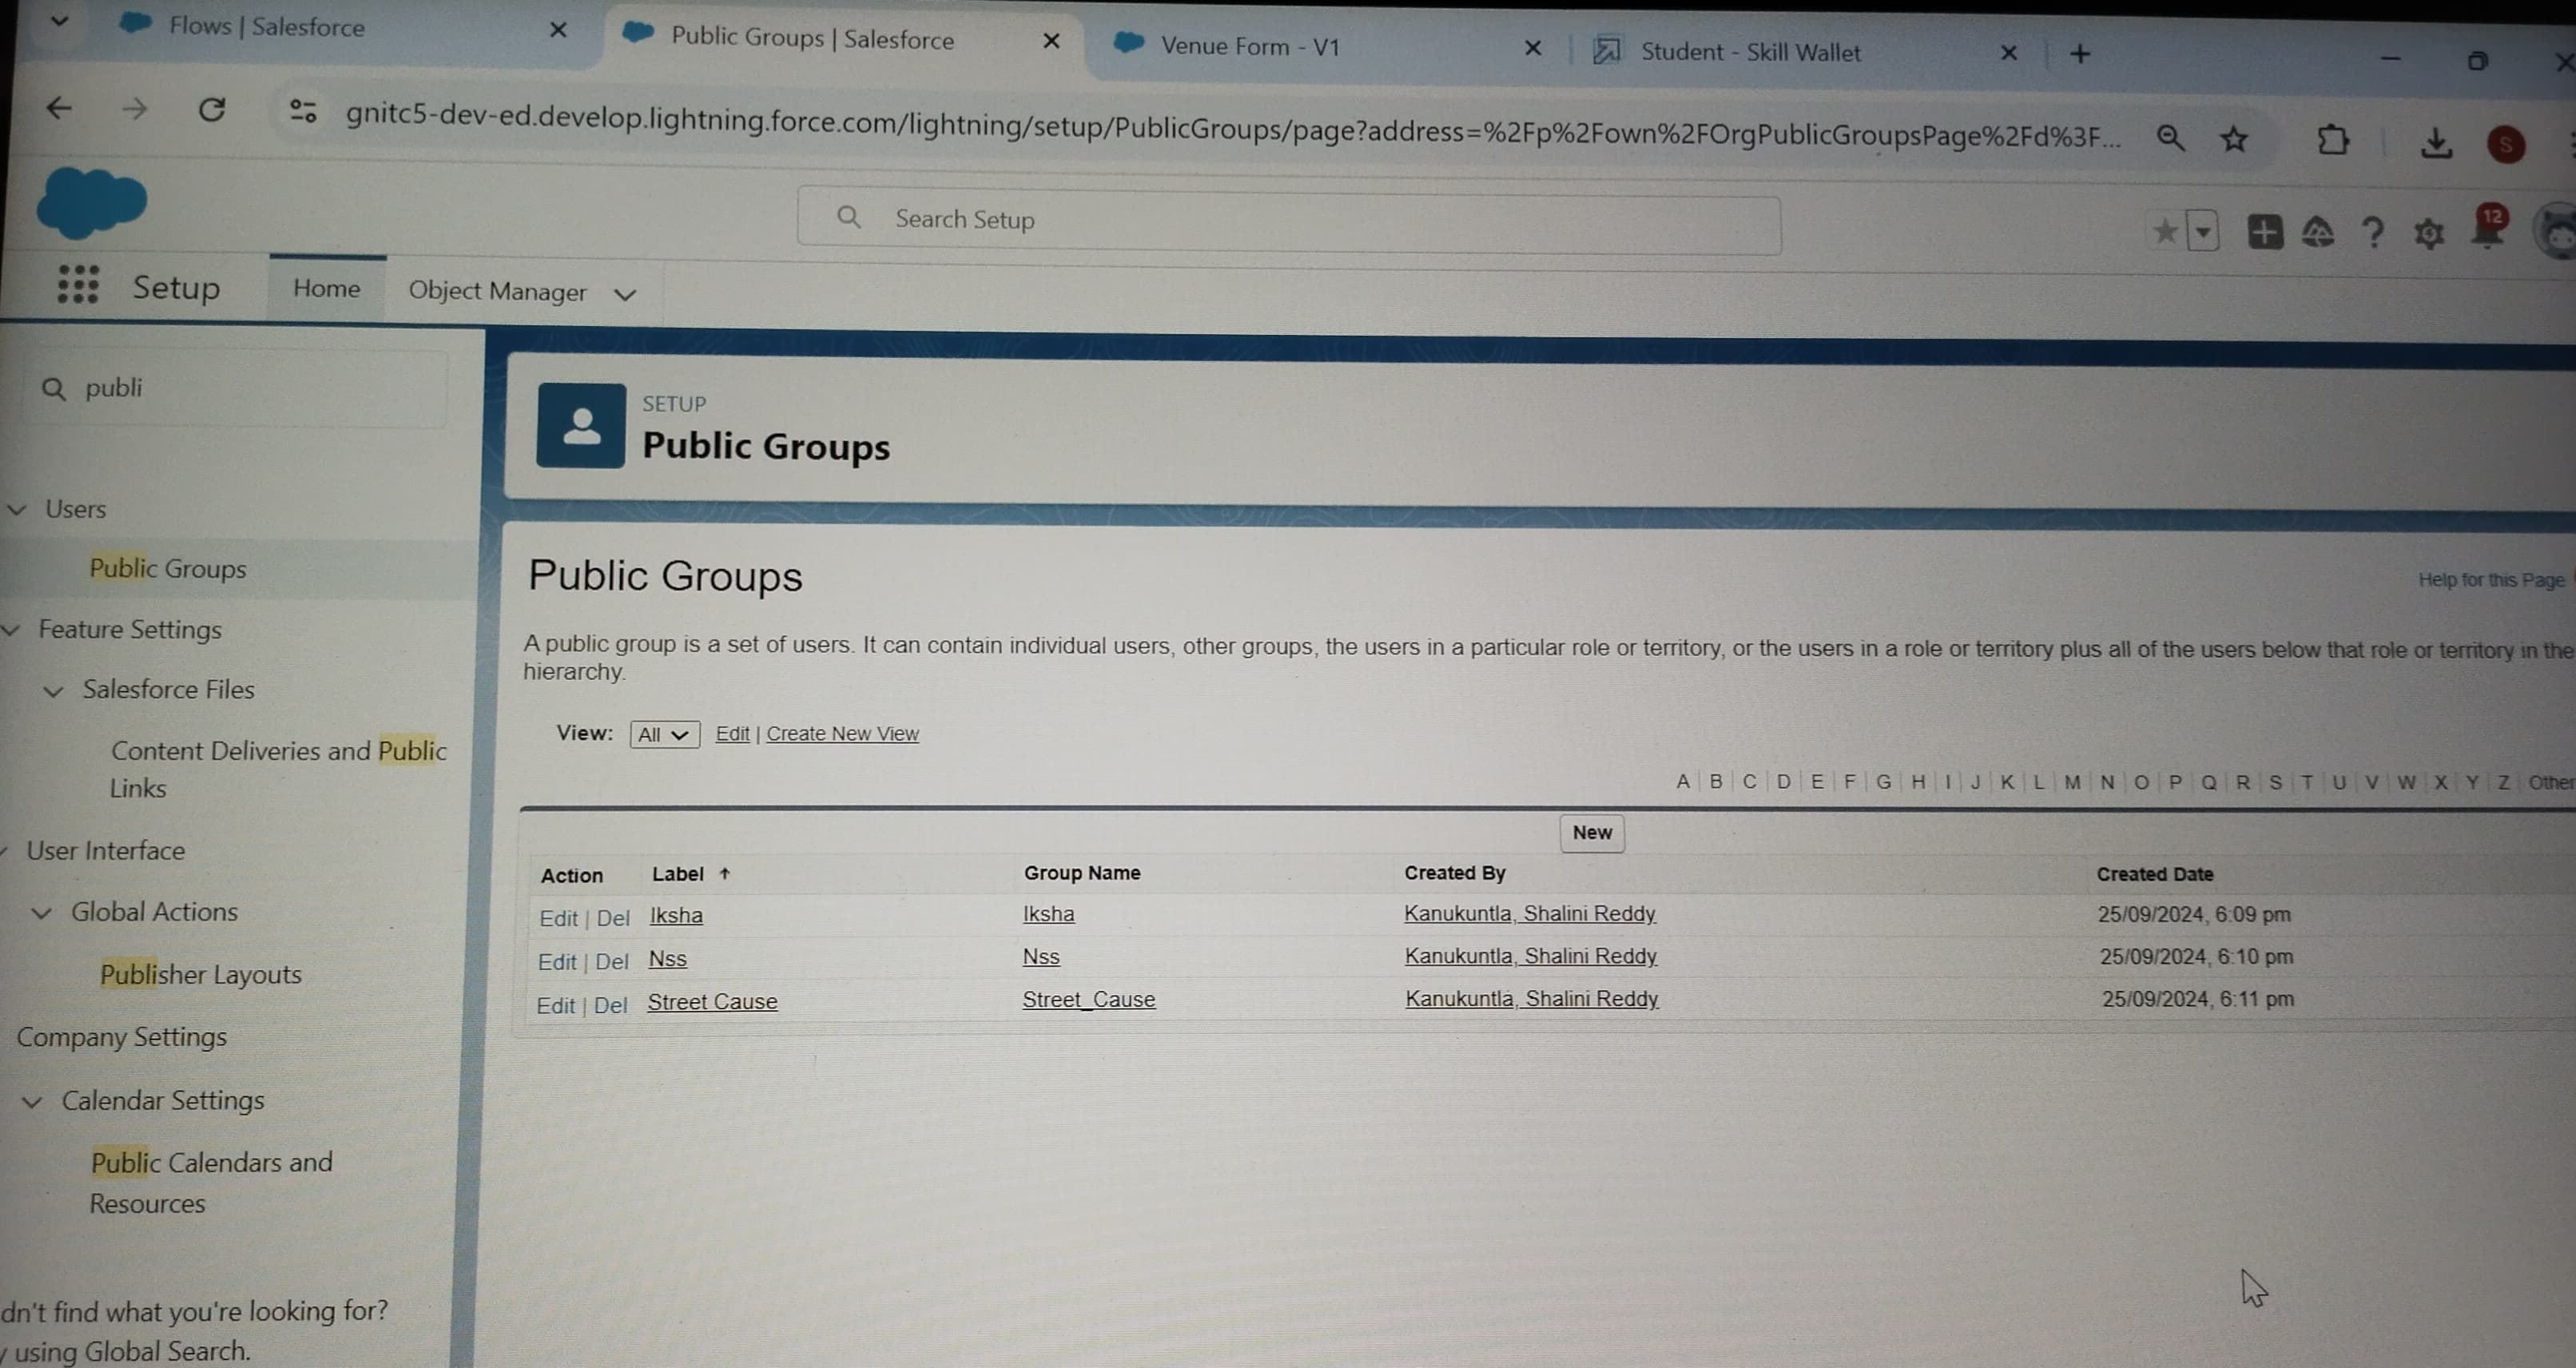 Flows | Salesforce
Public Groups | Salesforce
Venue Form - V1
Student - Skill Wallet
gnitc5-dev-ed.develop.lightning.force.com/lightning/setup/PublicGroups/page?address=%2Fp%2Fown%2FOrgPublicGroupsPage%2Fd%3F...
S
Search Setup
12
Setup
Home
Object Manager
publi
Users
Public Groups
Feature Settings
Salesforce Files
Content Deliveries and Public
Links
User Interface
Global Actions
Publisher Layouts
Company Settings
Calendar Settings
Public Calendars and
Resources
dn't find what you're looking for?
using Global Search.
SETUP
Public Groups
Public Groups
Help for this Page
A public group is a set of users. It can contain individual users, other groups, the users in a particular role or territory, or the users in a role or territory plus all of the users below that role or territory in the
hierarchy.
View: All Edit | Create New View
A | B | C | D | E | F | G | H | I | J | K | L | M | N | O | P | Q | R | S | T | U | V | W | X | Y | Z | Other
New
Action Label Group Name Created By Created Date
Edit | Del Iksha Iksha Kanukuntla, Shalini Reddy 25/09/2024, 6:09 pm
Edit | Del Nss Nss Kanukuntla, Shalini Reddy 25/09/2024, 6:10 pm
Edit | Del Street Cause Street_Cause Kanukuntla, Shalini Reddy 25/09/2024, 6:11 pm